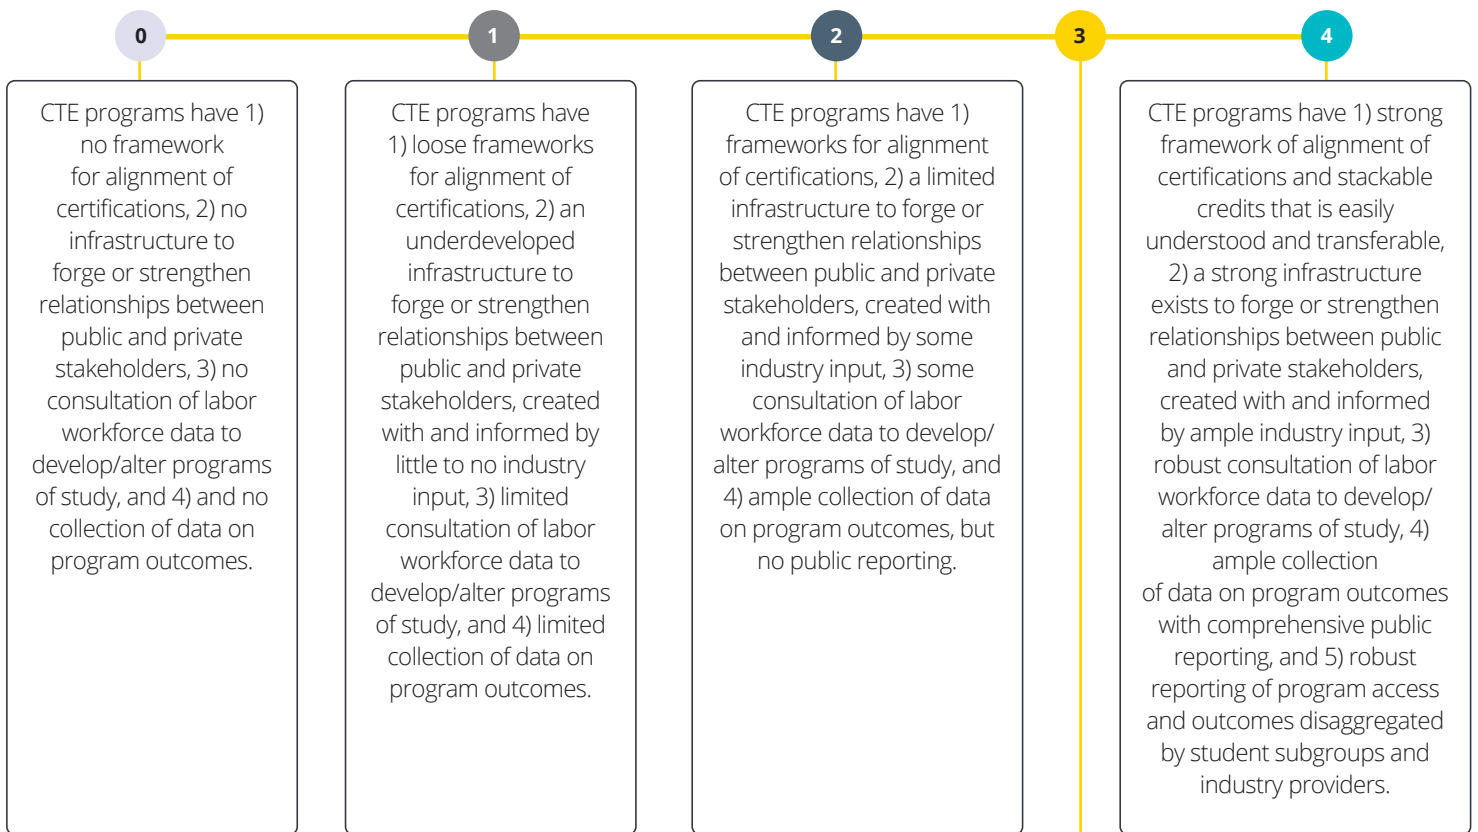 0
1
2
3
4
CTE programs have 1)
no framework
for alignment of
certifications, 2) no
infrastructure to
forge or strengthen
relationships between
public and private
stakeholders, 3) no
consultation of labor
workforce data to
develop/alter programs
of study, and 4) and no
collection of data on
program outcomes.
CTE programs have
1) loose frameworks
for alignment of
certifications, 2) an
underdeveloped
infrastructure to
forge or strengthen
relationships between
public and private
stakeholders, created
with and informed by
little to no industry
input, 3) limited
consultation of labor
workforce data to
develop/alter programs
of study, and 4) limited
collection of data on
program outcomes.
CTE programs have 1)
frameworks for alignment
of certifications, 2) a limited
infrastructure to forge or
strengthen relationships
between public and private
stakeholders, created with
and informed by some
industry input, 3) some
consultation of labor
workforce data to develop/
alter programs of study, and
4) ample collection of data
on program outcomes, but
no public reporting.
CTE programs have 1) strong
framework of alignment of
certifications and stackable
credits that is easily
understood and transferable,
2) a strong infrastructure
exists to forge or strengthen
relationships between public
and private stakeholders,
created with and informed
by ample industry input, 3)
robust consultation of labor
workforce data to develop/
alter programs of study, 4)
ample collection
of data on program outcomes
with comprehensive public
reporting, and 5) robust
reporting of program access
and outcomes disaggregated
by student subgroups and
industry providers.